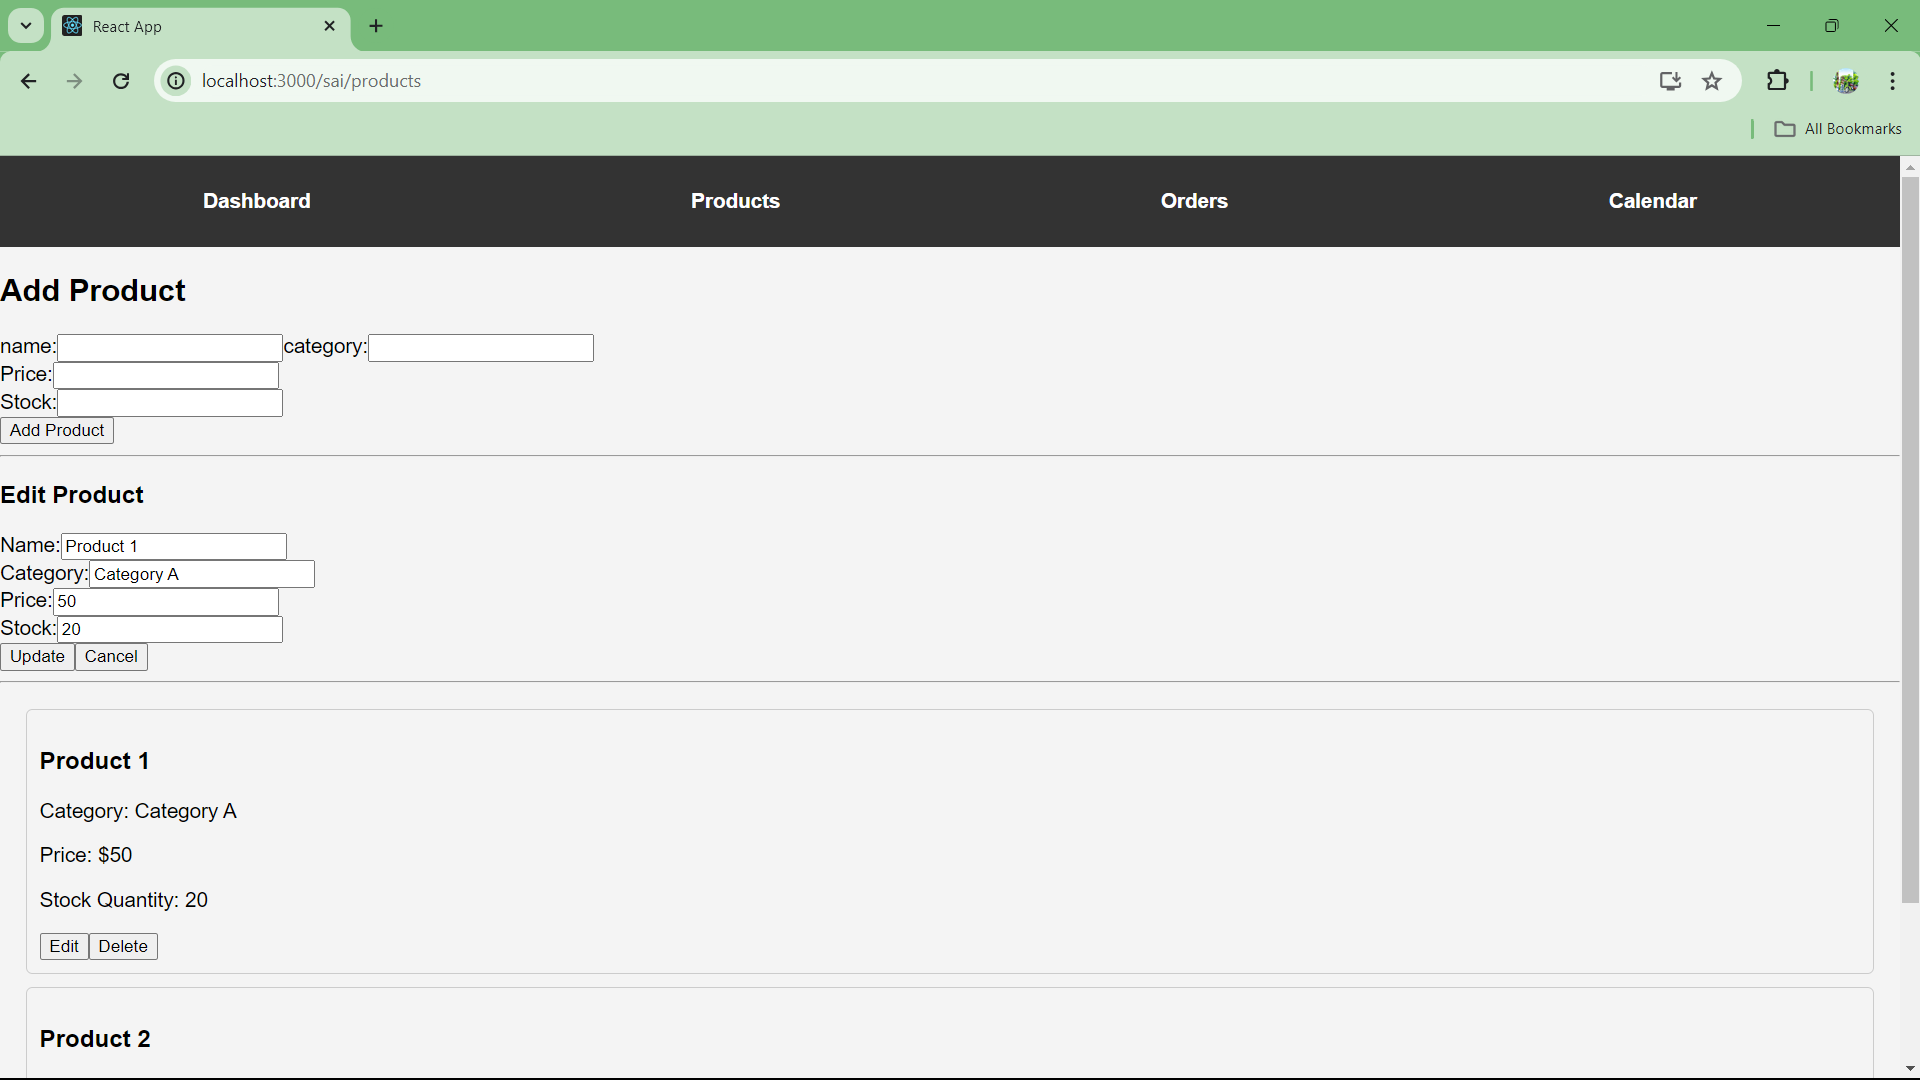 React App
localhost:3000/sai/products
All Bookmarks
Dashboard Products Orders Calendar
Add Product
name: category:
Price:
Stock:
Add Product
Edit Product
Name: Product 1
Category: Category A
Price: 50
Stock: 20
Update Cancel
Product 1
Category: Category A
Price: $50
Stock Quantity: 20
Edit Delete
Product 2